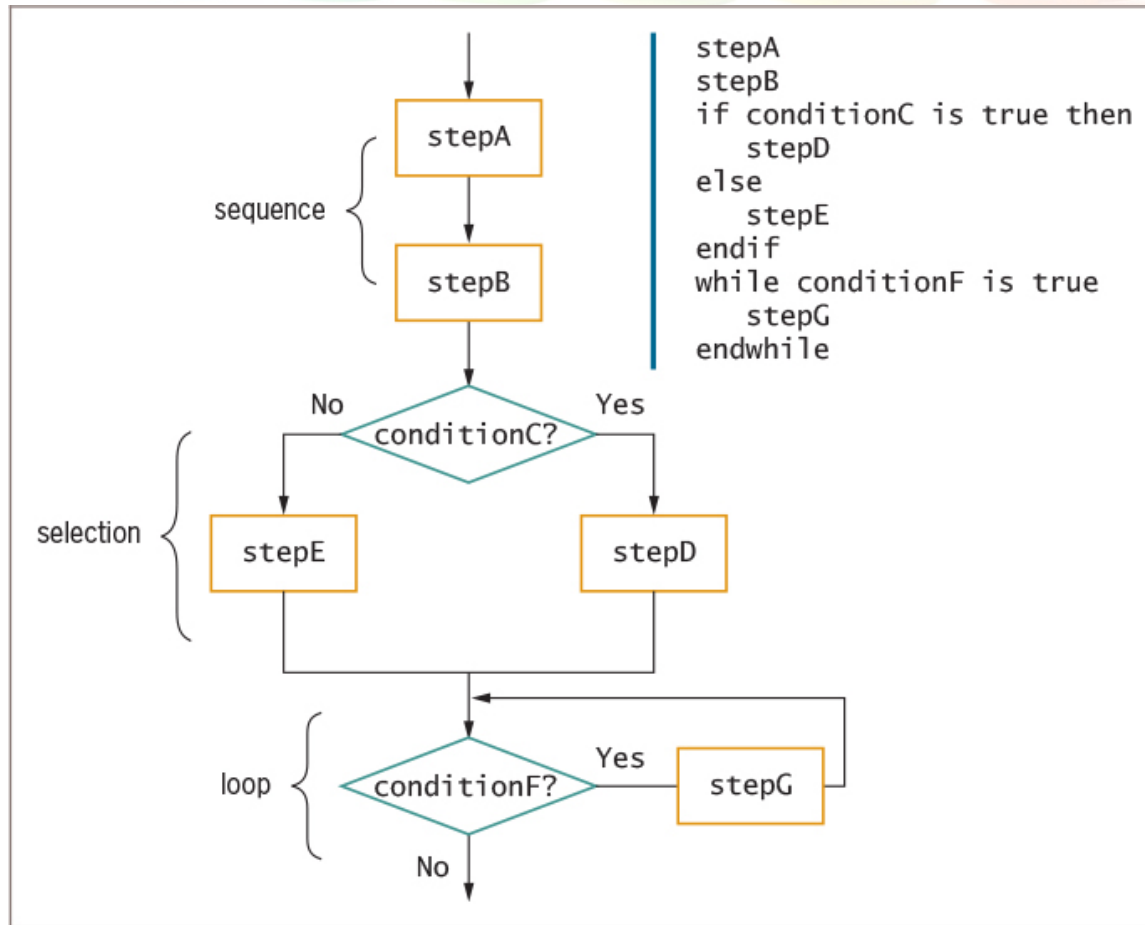 stepA
stepB
if conditionC is true then
stepD
else
stepE
endif
while conditionF is true
stepG
endwhile
stepA
sequence
stepB
No
Yes
conditionC?
selection
stepE
stepD
loop
conditionF?
Yes
stepG
No